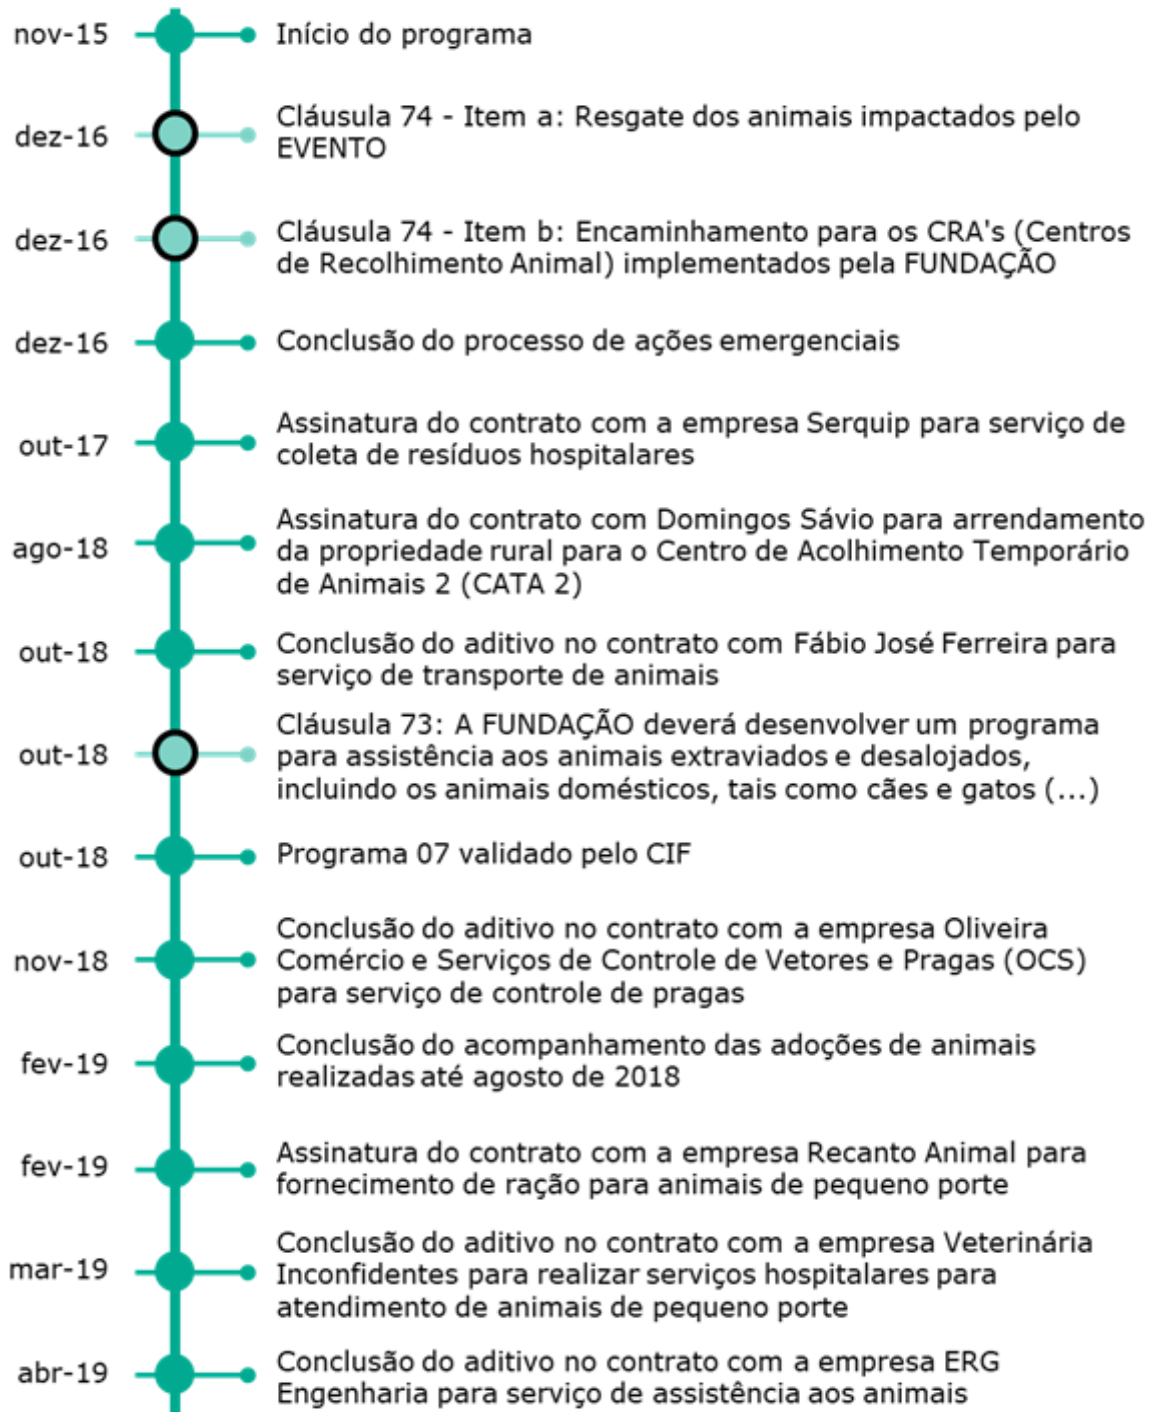 nov-15
Início do programa
dez-16
Cláusula 74 - Item a: Resgate dos animais impactados pelo
EVENTO
dez-16
Cláusula 74 - Item b: Encaminhamento para os CRA's (Centros
de Recolhimento Animal) implementados pela FUNDAÇÃO
dez-16
Conclusão do processo de ações emergenciais
out-17
Assinatura do contrato com a empresa Serquip para serviço de
coleta de resíduos hospitalares
ago-18
Assinatura do contrato com Domingos Sávio para arrendamento
da propriedade rural para o Centro de Acolhimento Temporário
de Animais 2 (CATA 2)
out-18
Conclusão do aditivo no contrato com Fábio José Ferreira para
serviço de transporte de animais
out-18
Cláusula 73: A FUNDAÇÃO deverá desenvolver um programa
para assistência aos animais extraviados e desalojados,
incluindo os animais domésticos, tais como cães e gatos (...)
out-18
Programa 07 validado pelo CIF
nov-18
Conclusão do aditivo no contrato com a empresa Oliveira
Comércio e Serviços de Controle de Vetores e Pragas (OCS)
para serviço de controle de pragas
fev-19
Conclusão do acompanhamento das adoções de animais
realizadas até agosto de 2018
fev-19
Assinatura do contrato com a empresa Recanto Animal para
fornecimento de ração para animais de pequeno porte
mar-19
Conclusão do aditivo no contrato com a empresa Veterinária
Inconfidentes para realizar serviços hospitalares para
atendimento de animais de pequeno porte
abr-19
Conclusão do aditivo no contrato com a empresa ERG
Engenharia para serviço de assistência aos animais